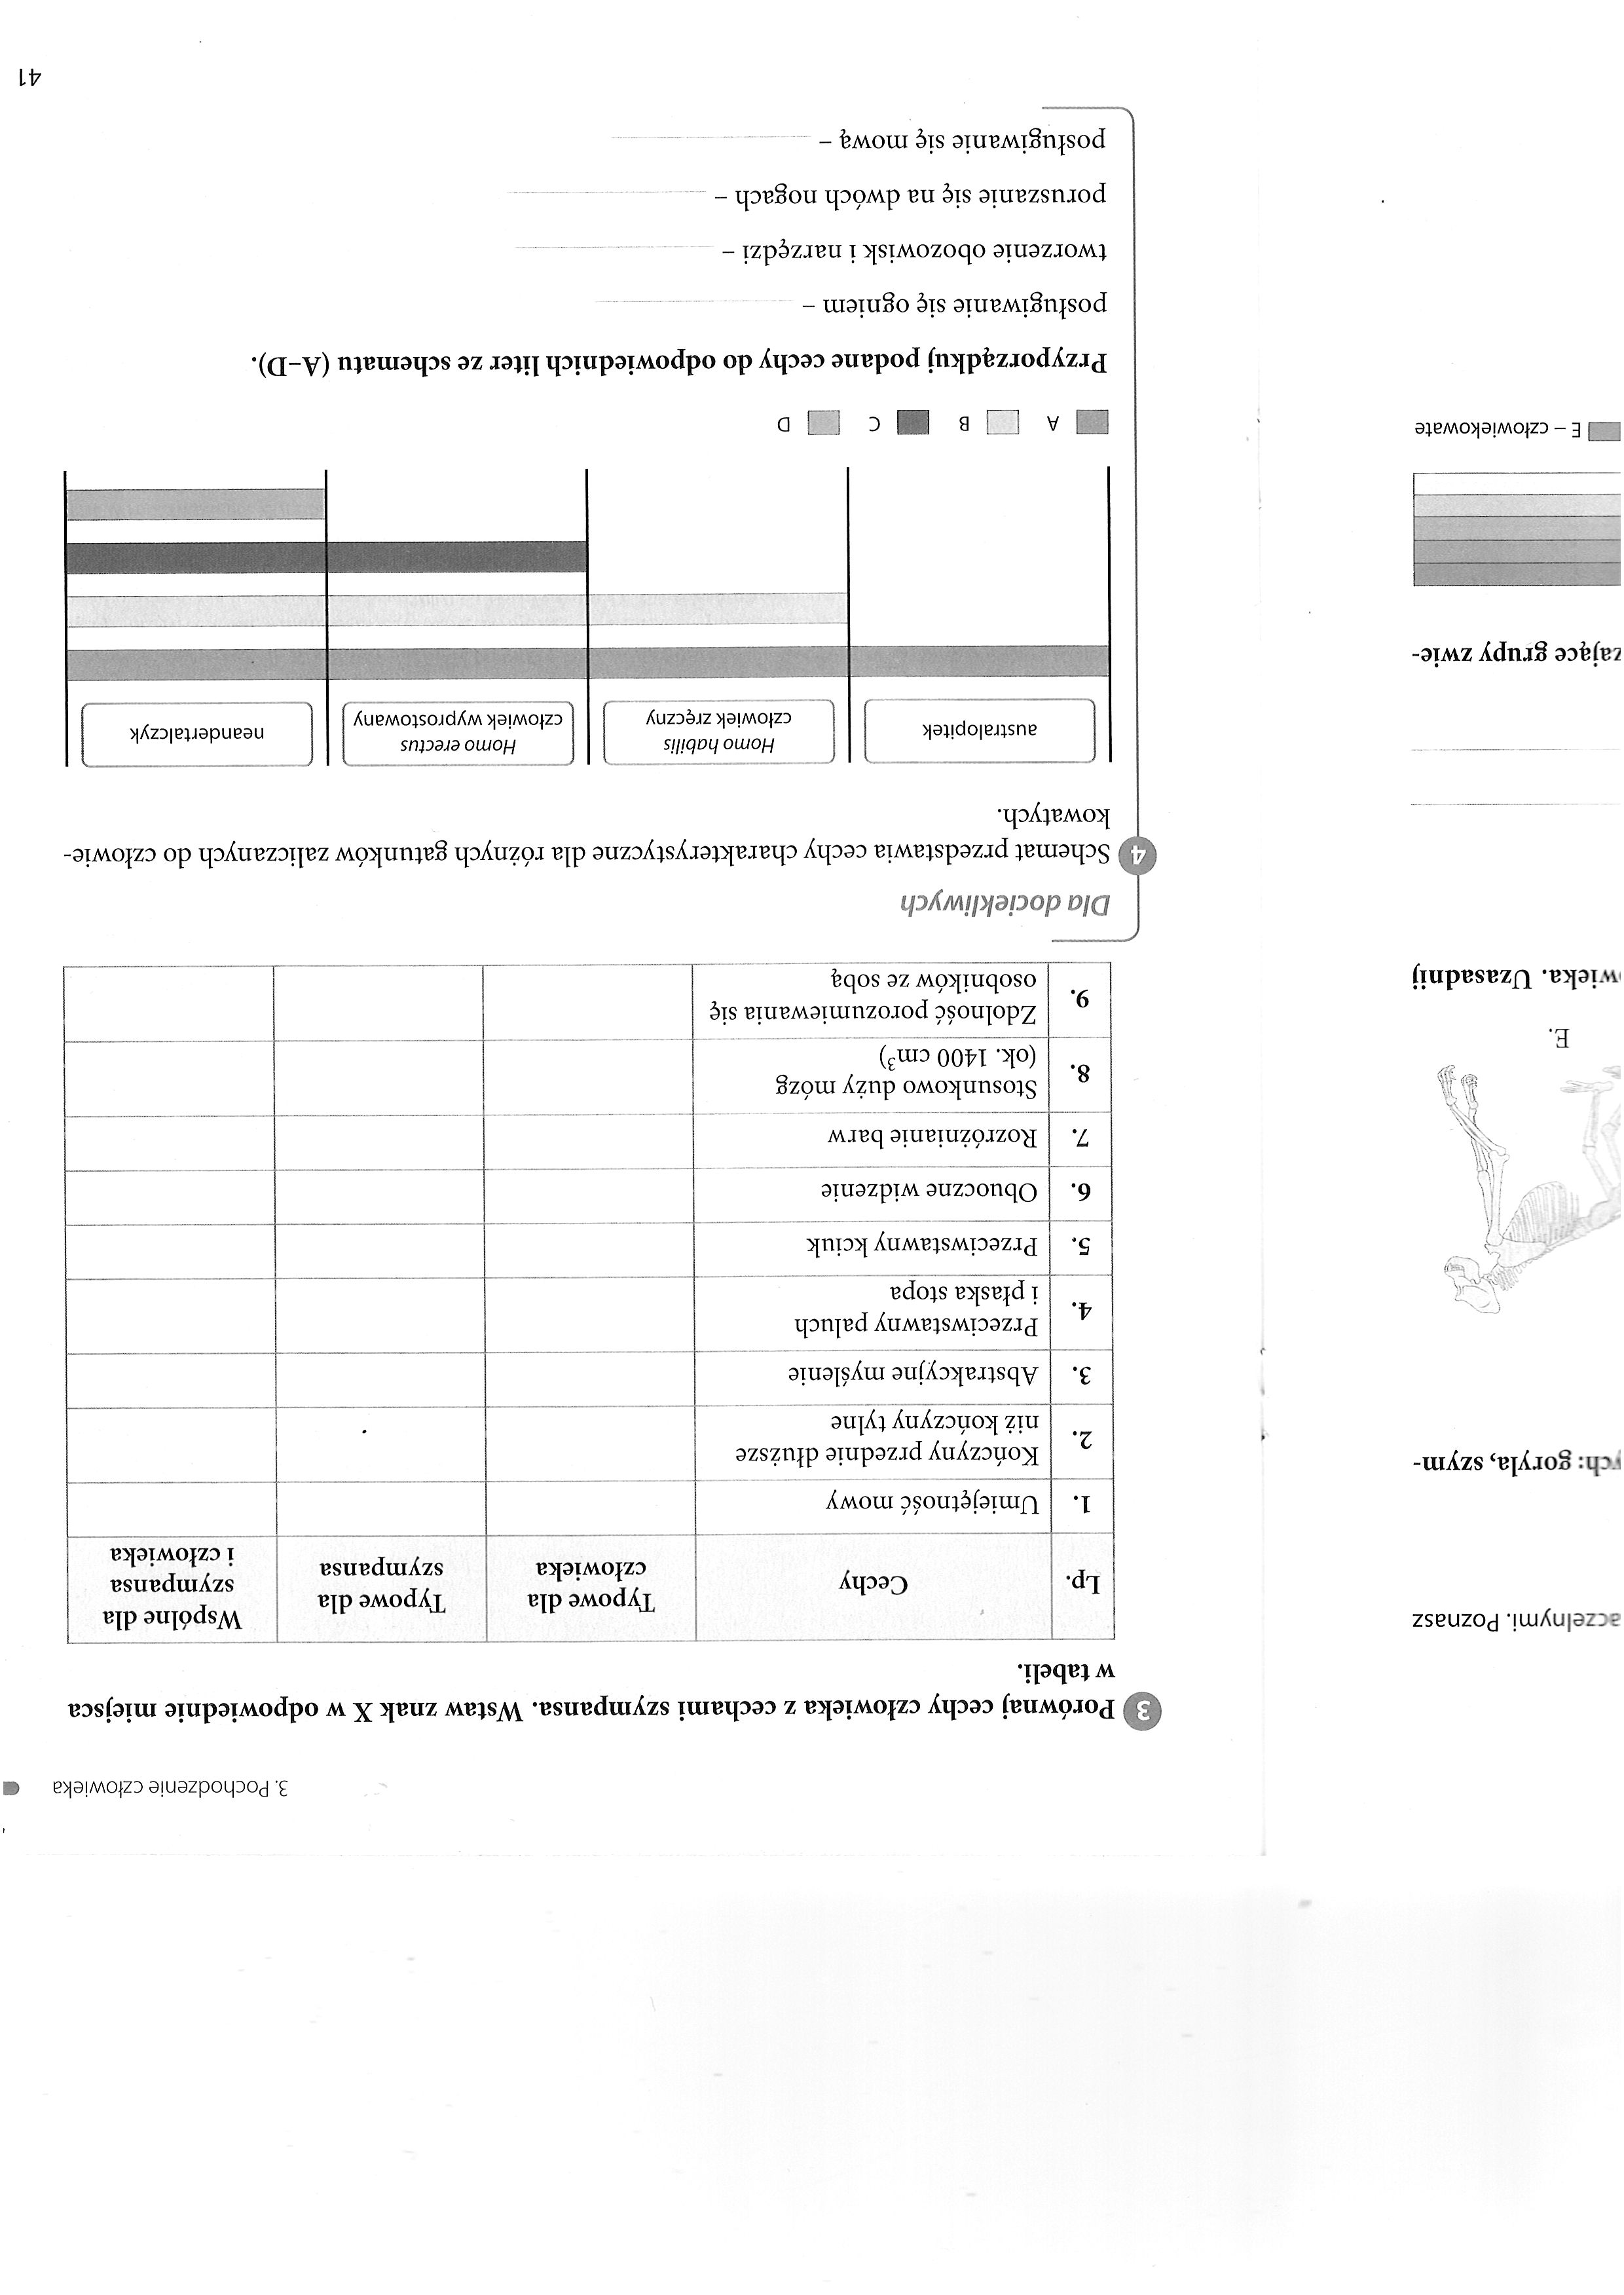 3. Pochodzenie człowieka
3 Porównaj cechy człowieka z cechami szympansa. Wstaw znak X w odpowiednie miejsca
w tabeli.
Lp.
Cechy
Typowe dla
człowieka
Typowe dla
szympansa
Wspólne dla
szympansa
i człowieka
1. Umiejętność mowy
2. Kończyny przednie dłuższe
niż kończyny tylne
3. Abstrakcyjne myślenie
4. Przeciwstawny paluch
i płaska stopa
5. Przeciwstawny kciuk
6. Obuoczne widzenie
7. Rozróżnianie barw
8. Stosunkowo duży mózg
(ok. 1400 cm³)
9. Zdolność porozumiewania się
osobników ze sobą
Dla dociekliwych
4 Schemat przedstawia cechy charakterystyczne dla różnych gatunków zaliczanych do człowie-
kowatych.
australopitek
Homo habilis
człowiek zręczny
Homo erectus
człowiek wyprostowany
neandertalczyk
A B C D
Przyporządkuj podane cechy do odpowiednich liter ze schematu (A–D).
posługiwanie się ogniem –
tworzenie obozowisk i narzędzi –
poruszanie się na dwóch nogach –
posługiwanie się mową –
41
Poznasz
goryla, szym-
E.
Uzasadnij
grupy zwie-
E – człowiekowate